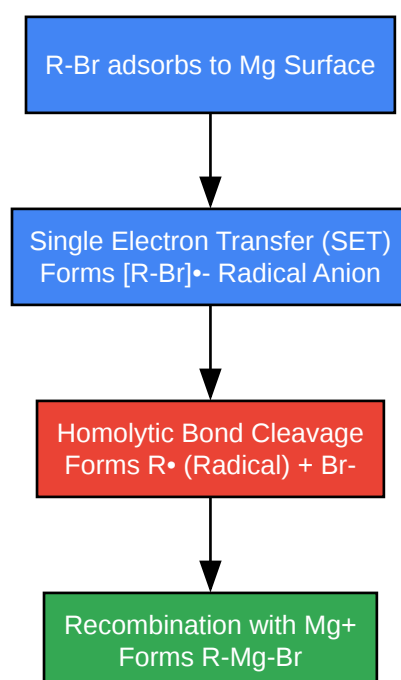 R-Br adsorbs to Mg Surface
Single Electron Transfer (SET)
Forms [R-Br]•- Radical Anion
Homolytic Bond Cleavage
Forms R• (Radical) + Br-
Recombination with Mg+
Forms R-Mg-Br